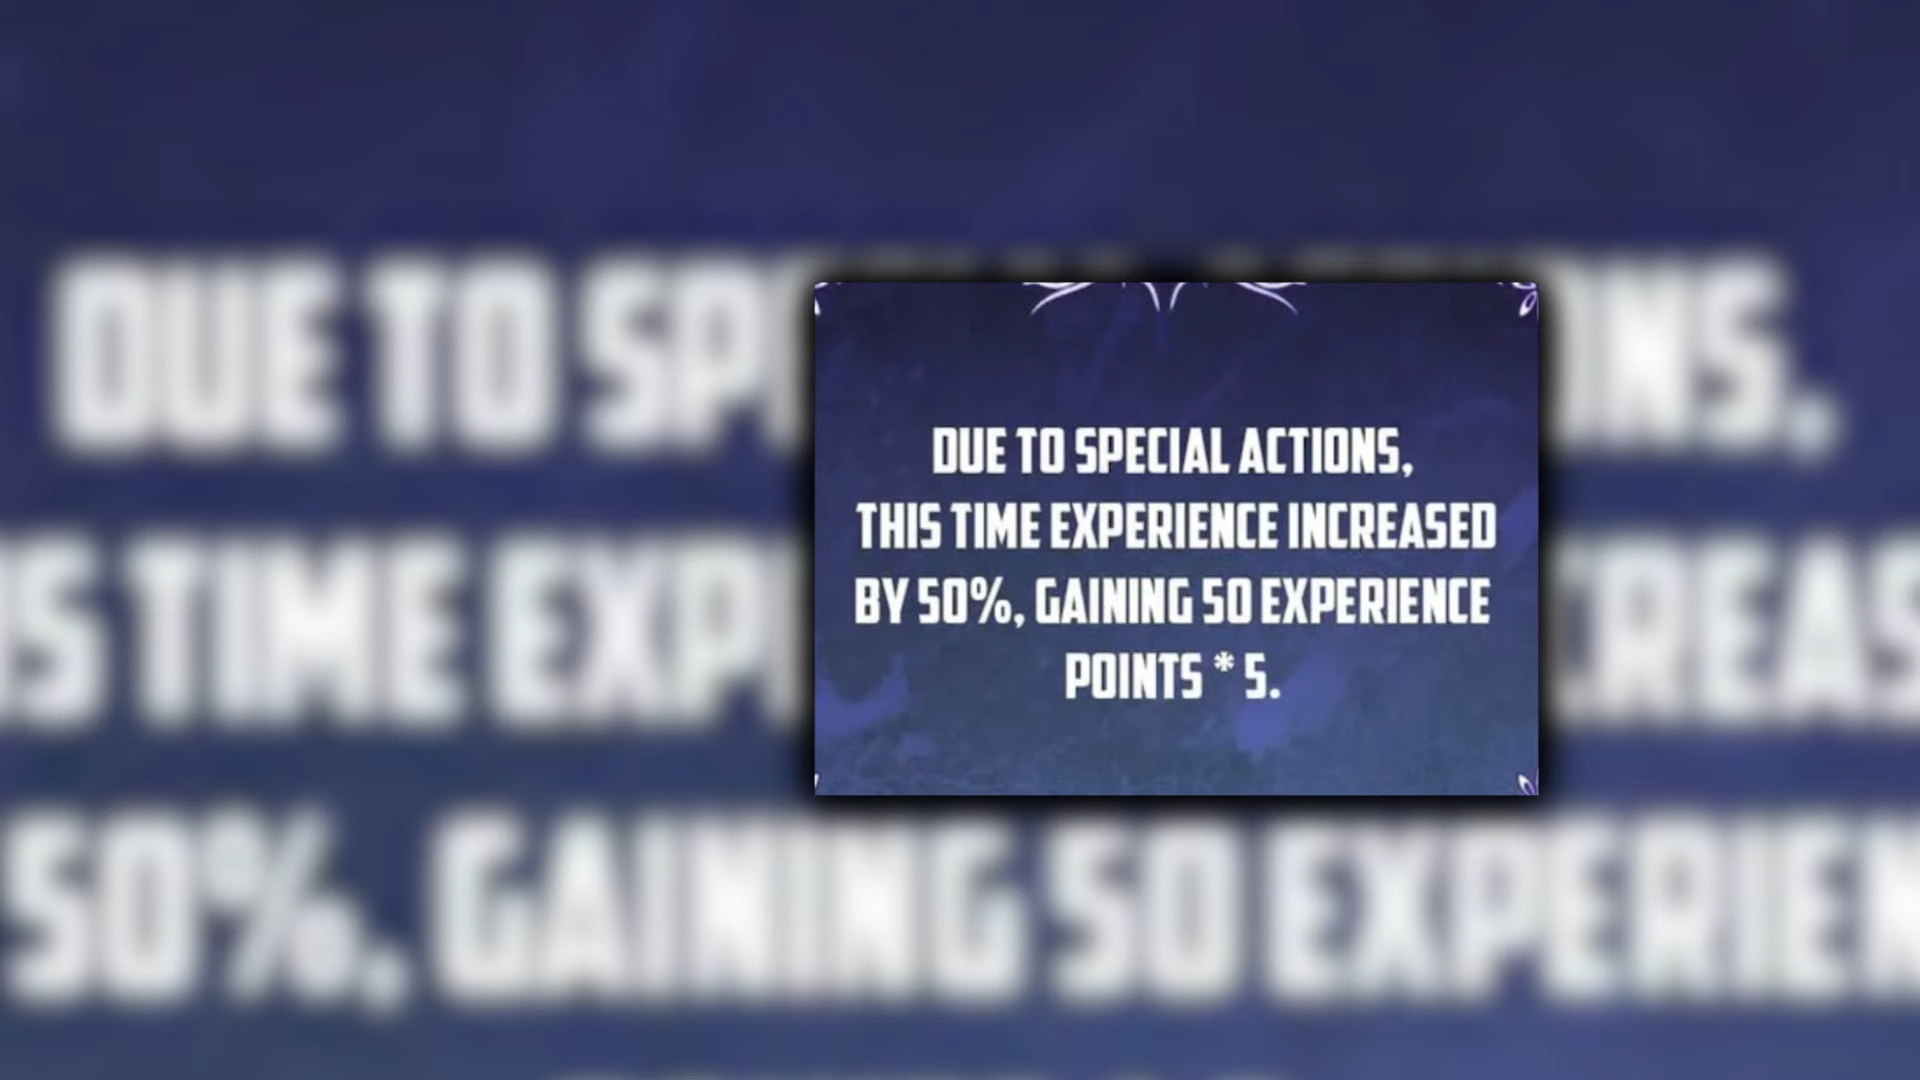 DUE TO SPECIAL ACTIONS,
THIS TIME EXPERIENCE INCREASED
BY 50%, GAINING 50 EXPERIENCE
POINTS * 5.